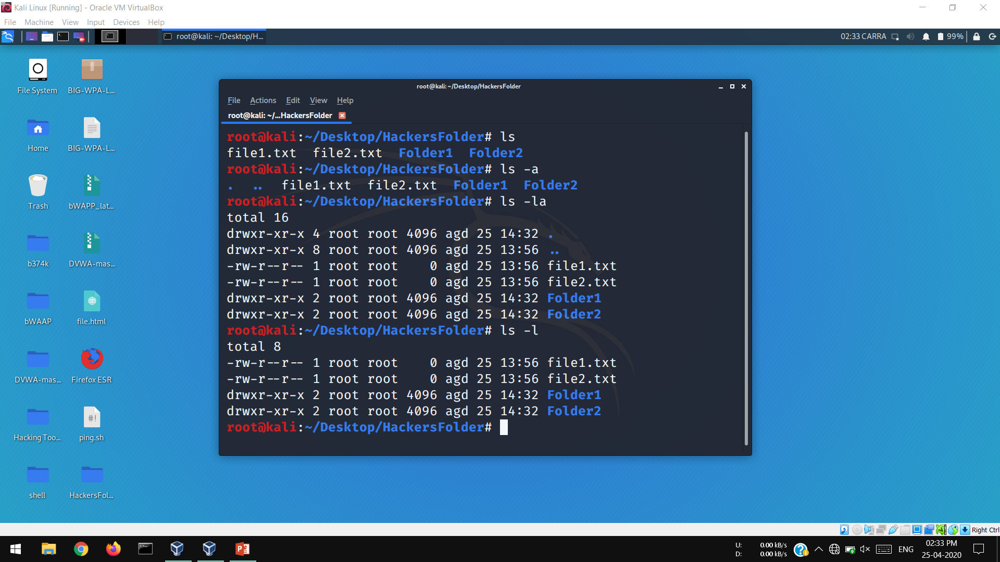 Kali Linux [Running] - Oracle VM VirtualBox
File Machine View Input Devices Help
root@kali: ~/Desktop/H...
02:33 CARRA
99%
File System
BIG-WPA-L...
Home
BIG-WPA-L...
Trash
bWAPP_lat...
b374k
DVWA-mas...
bWAAP
file.html
DVWA-mas...
Firefox ESR
Hacking Too...
#!
ping.sh
shell
HackersFol...
root@kali: ~/Desktop/HackersFolder
File Actions Edit View Help
root@kali: ~/...HackersFolder
root@kali:~/Desktop/HackersFolder# ls
file1.txt file2.txt Folder1 Folder2
root@kali:~/Desktop/HackersFolder# ls -a
. .. file1.txt file2.txt Folder1 Folder2
root@kali:~/Desktop/HackersFolder# ls -la
total 16
drwxr-xr-x 4 root root 4096 agd 25 14:32 .
drwxr-xr-x 8 root root 4096 agd 25 13:56 ..
-rw-r--r-- 1 root root 0 agd 25 13:56 file1.txt
-rw-r--r-- 1 root root 0 agd 25 13:56 file2.txt
drwxr-xr-x 2 root root 4096 agd 25 14:32 Folder1
drwxr-xr-x 2 root root 4096 agd 25 14:32 Folder2
root@kali:~/Desktop/HackersFolder# ls -l
total 8
-rw-r--r-- 1 root root 0 agd 25 13:56 file1.txt
-rw-r--r-- 1 root root 0 agd 25 13:56 file2.txt
drwxr-xr-x 2 root root 4096 agd 25 14:32 Folder1
drwxr-xr-x 2 root root 4096 agd 25 14:32 Folder2
root@kali:~/Desktop/HackersFolder#
Right Ctrl
U: 0.00 kB/s
D: 0.00 kB/s
ENG
02:33 PM
25-04-2020